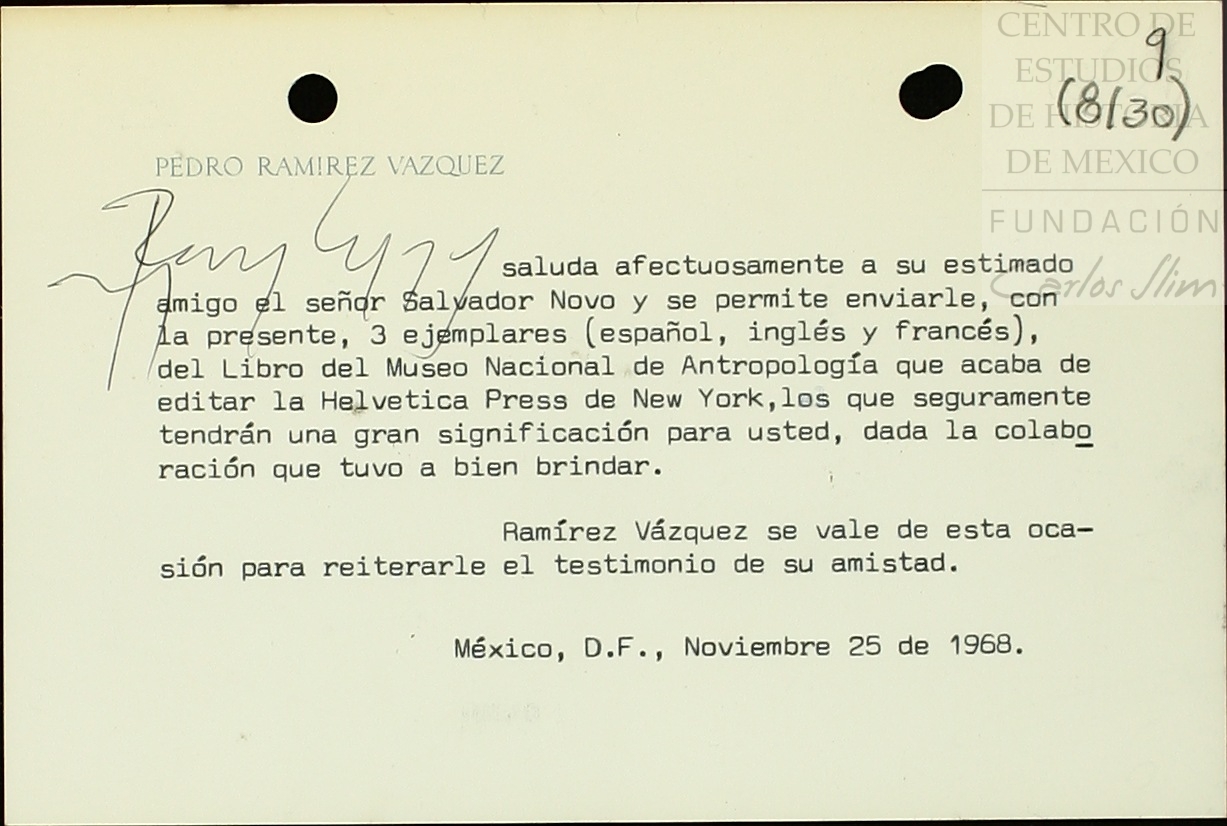 CENTRO DE
ESTUDIOS
DE HISTORIA
DE MEXICO
FUNDACIÓN
Carlos Slim
9
(8/30)
PEDRO RAMIREZ VAZQUEZ
saluda afectuosamente a su estimado
amigo el señor Salvador Novo y se permite enviarle, con
la presente, 3 ejemplares (español, inglés y francés),
del Libro del Museo Nacional de Antropología que acaba de
editar la Helvetica Press de New York,los que seguramente
tendrán una gran significación para usted, dada la colabo
ración que tuvo a bien brindar.
Ramírez Vázquez se vale de esta oca-
sión para reiterarle el testimonio de su amistad.
México, D.F., Noviembre 25 de 1968.